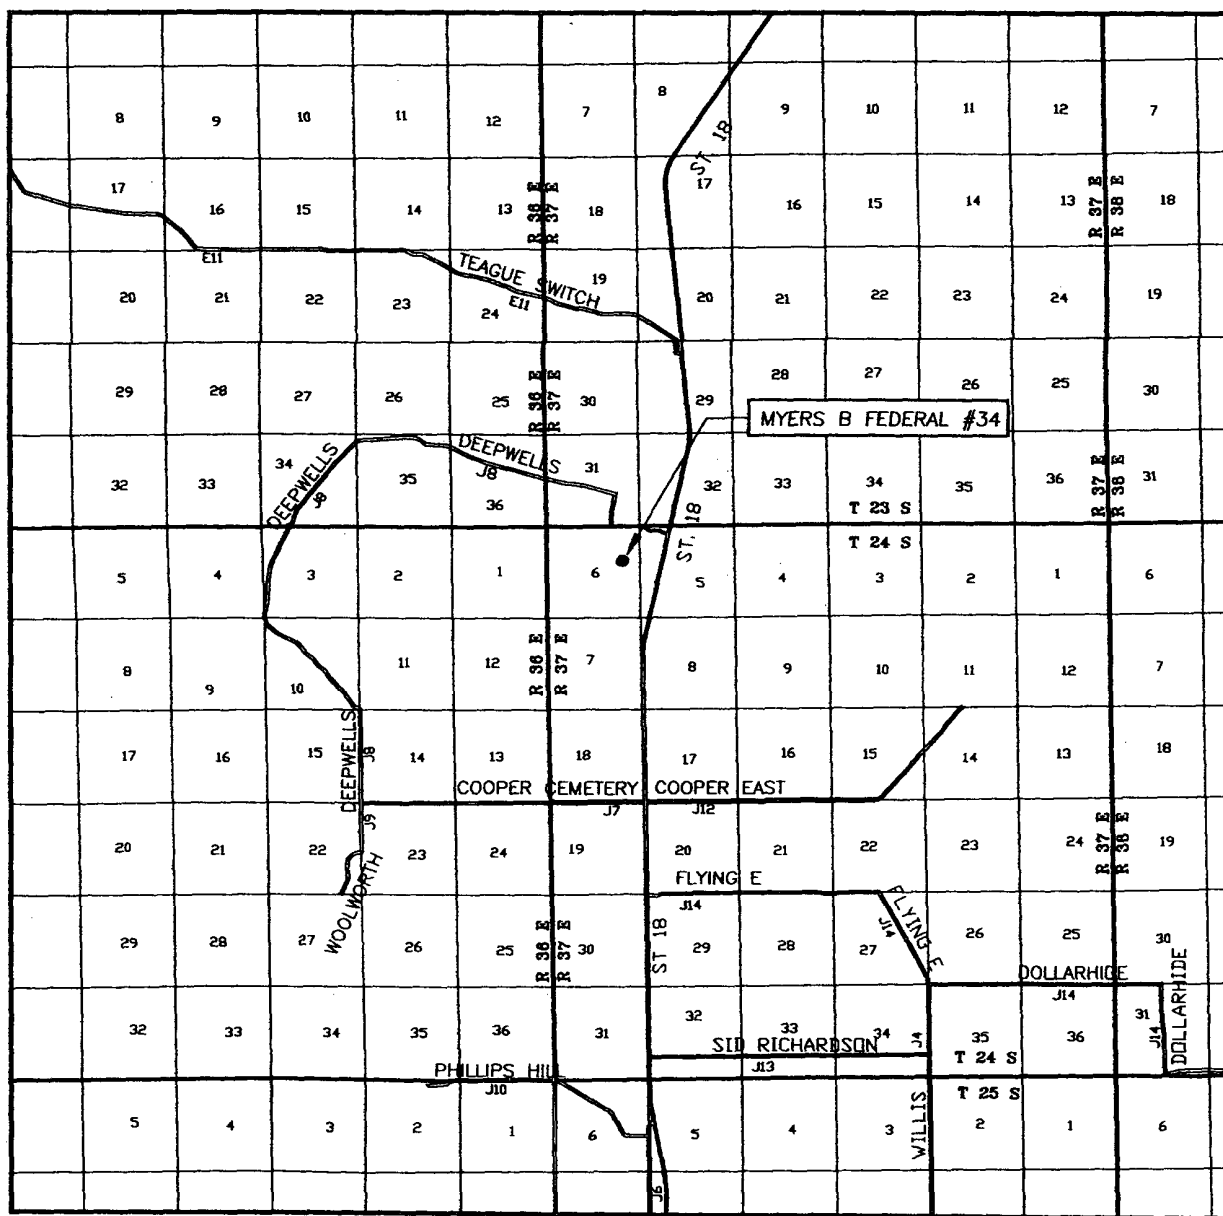 8 9 10 11 12 7 8 9 10 11 12 7
ST. 18
17 16 15 14 13 R 36 E R 37 E 18 17 16 15 14 13 R 37 E R 38 E 18
E11
TEAGUE SWITCH
E11
20 21 22 23 24 19 20 21 22 23 24 19
29 28 27 26 25 R 36 E R 37 E 30 29 28 27 26 25 30
MYERS B FEDERAL #34
DEEPWELLS
J8
DEEPWELLS
J8
32 33 34 35 36 31 32 33 34 35 36 R 37 E R 38 E 31
ST. 18
T 23 S
T 24 S
5 4 3 2 1 6 5 4 3 2 1 6
8 9 10 11 12 R 36 E R 37 E 7 8 9 10 11 12 7
17 16 15 14 13 18 17 16 15 14 13 18
DEEPWELLS
J8
COOPER CEMETERY COOPER EAST
J7 J12
J9
20 21 22 23 24 19 20 21 22 23 24 R 37 E R 38 E 19
WOOLWORTH
FLYING E
J14
FLYING E
J14
29 28 27 26 25 R 36 E R 37 E 30 ST 18 29 28 27 26 25 30
DOLLARHIDE
J14
DOLLARHIDE
J14
32 33 34 35 36 31 32 33 34 J4 35 36 31
SID RICHARDSON
J13
T 24 S
T 25 S
PHILLIPS HILL
J10
5 4 3 2 1 6 5 4 3 WILLIS 2 1 6
J6